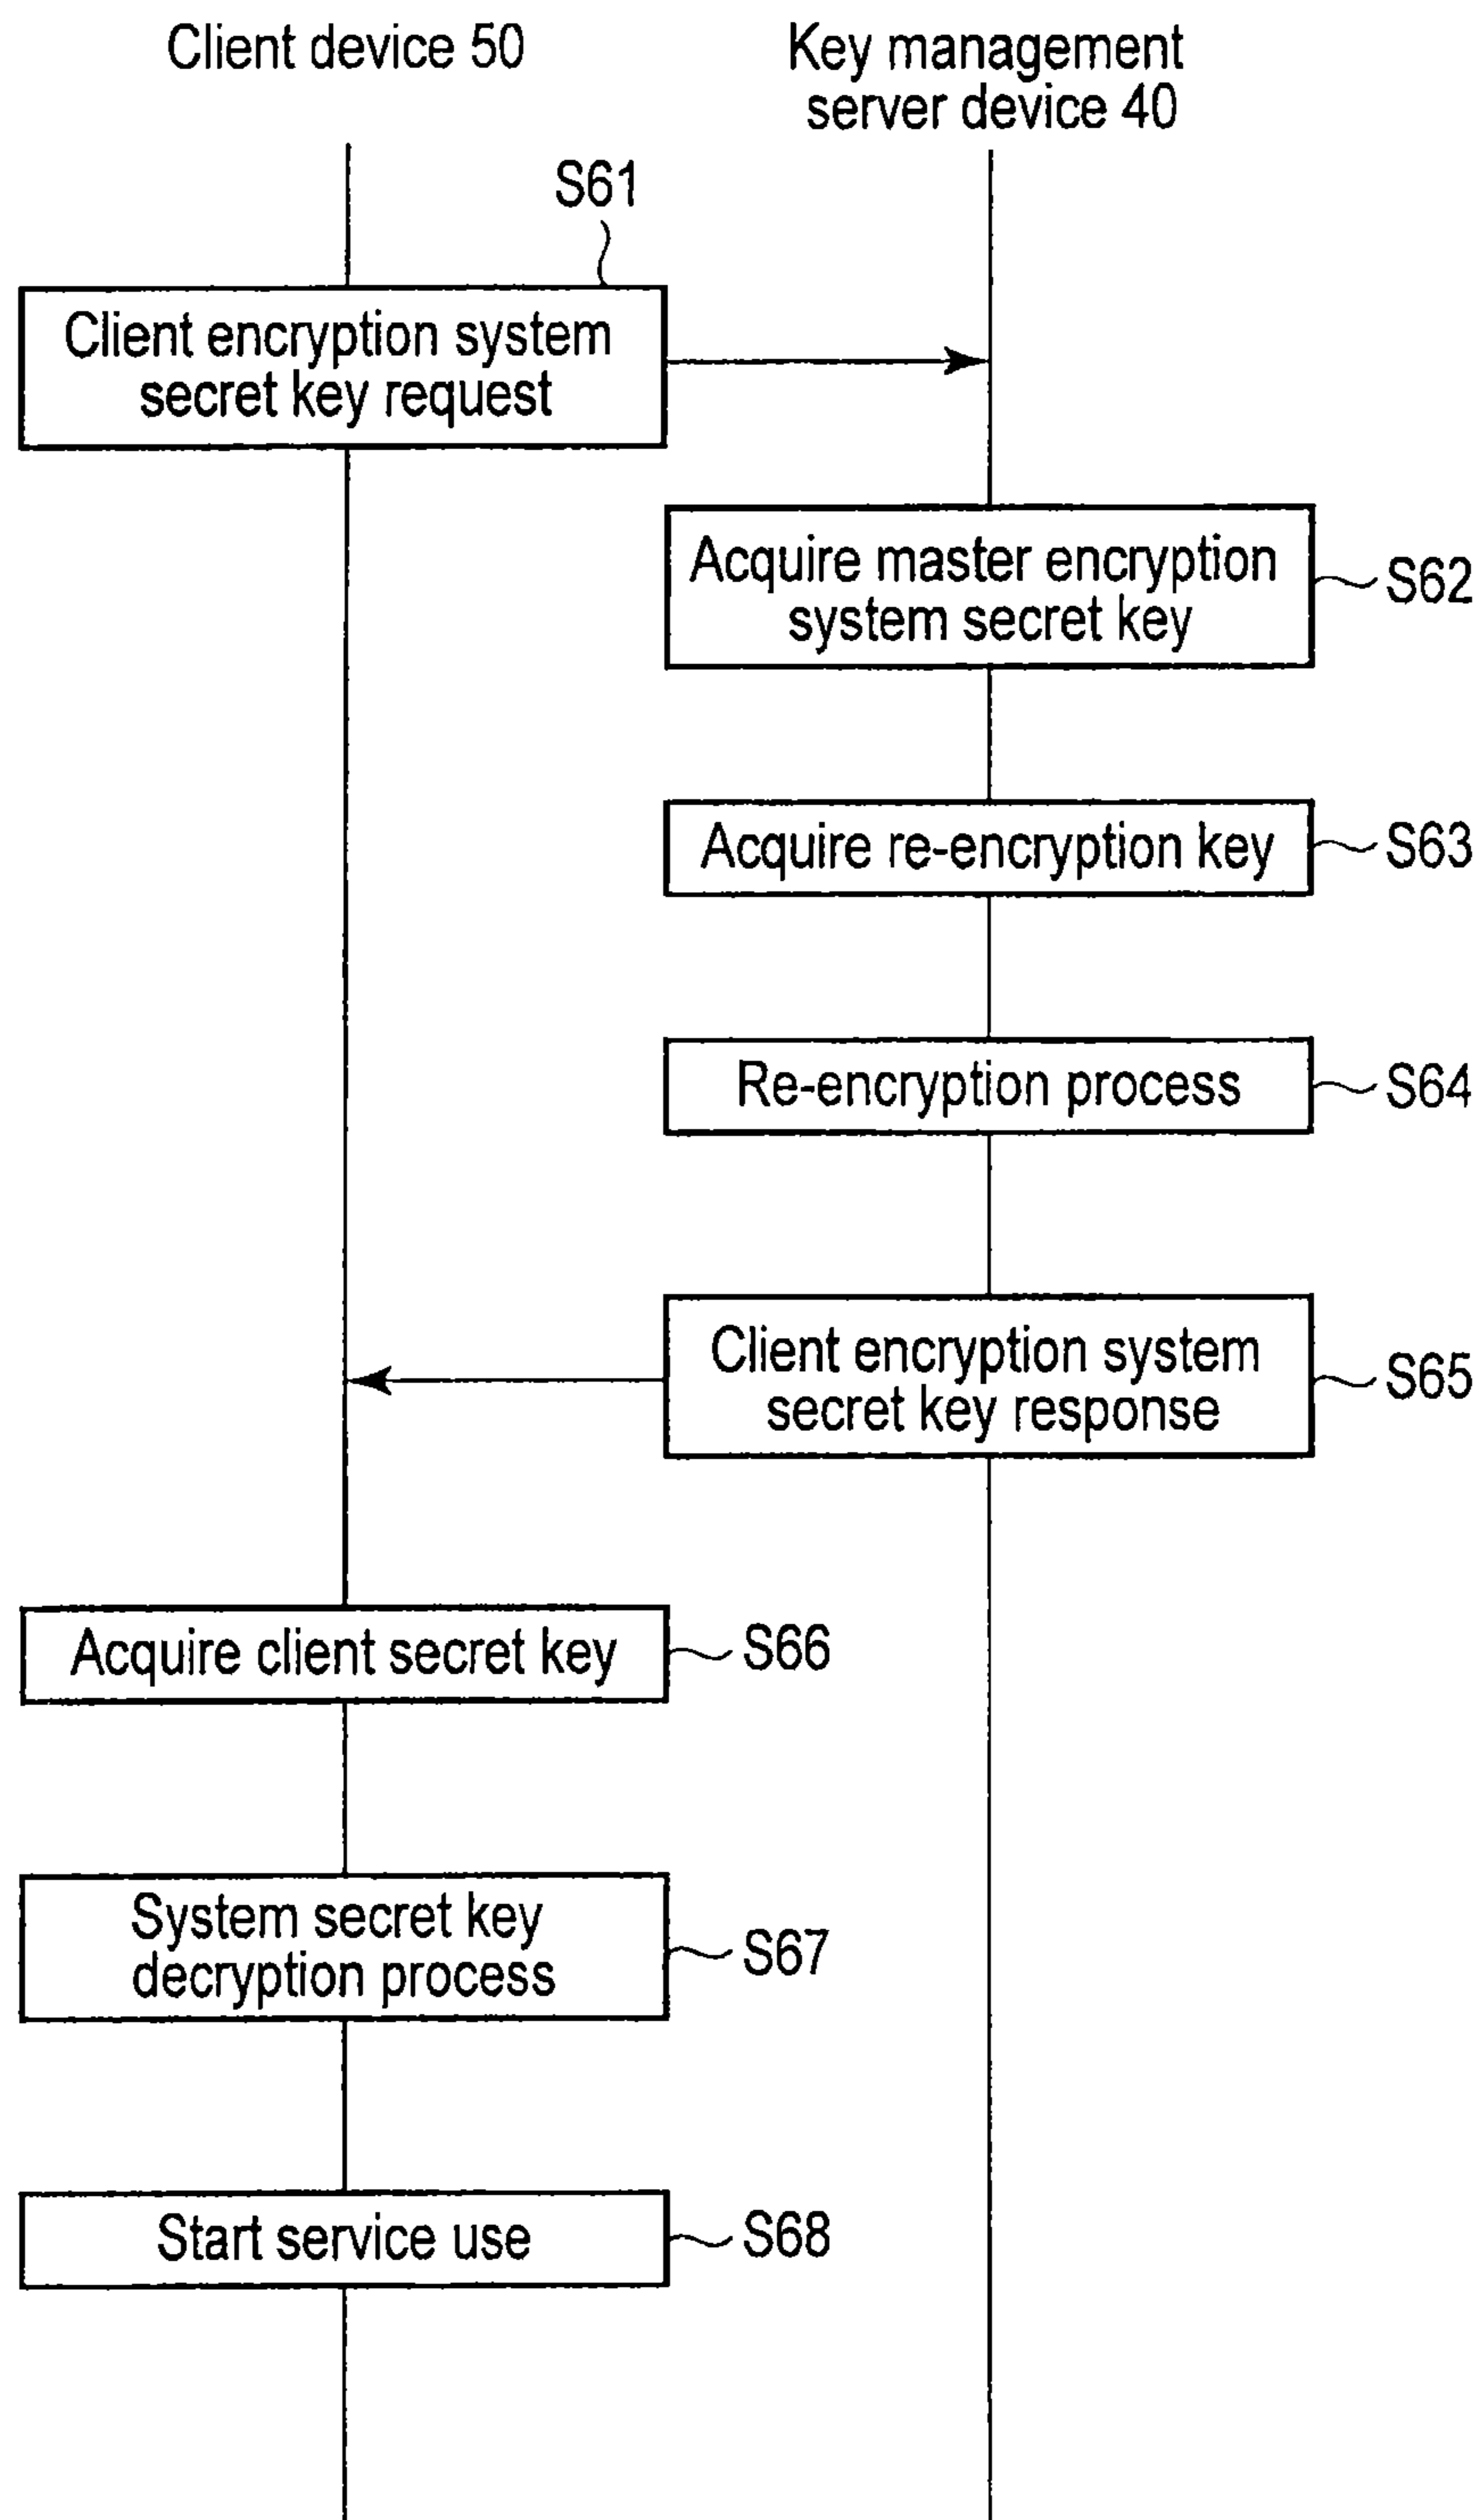 Client device 50
Key management
server device 40
S61
Client encryption system
secret key request
Acquire master encryption
system secret key
S62
Acquire re-encryption key
S63
Re-encryption process
S64
Client encryption system
secret key response
S65
Acquire client secret key
S66
System secret key
decryption process
S67
Start service use
S68